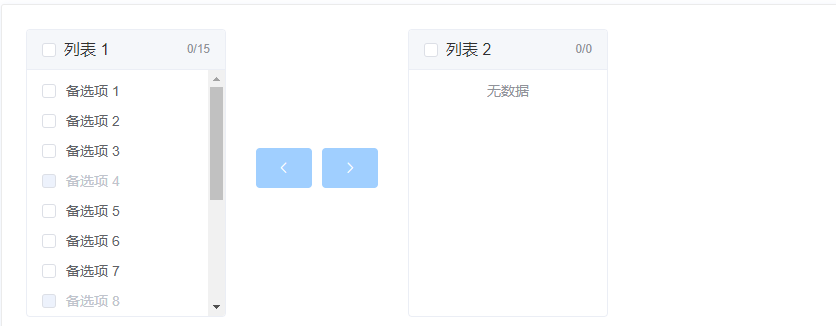 列表 1 0/15
备选项 1
备选项 2
备选项 3
备选项 4
备选项 5
备选项 6
备选项 7
备选项 8
列表 2 0/0
无数据